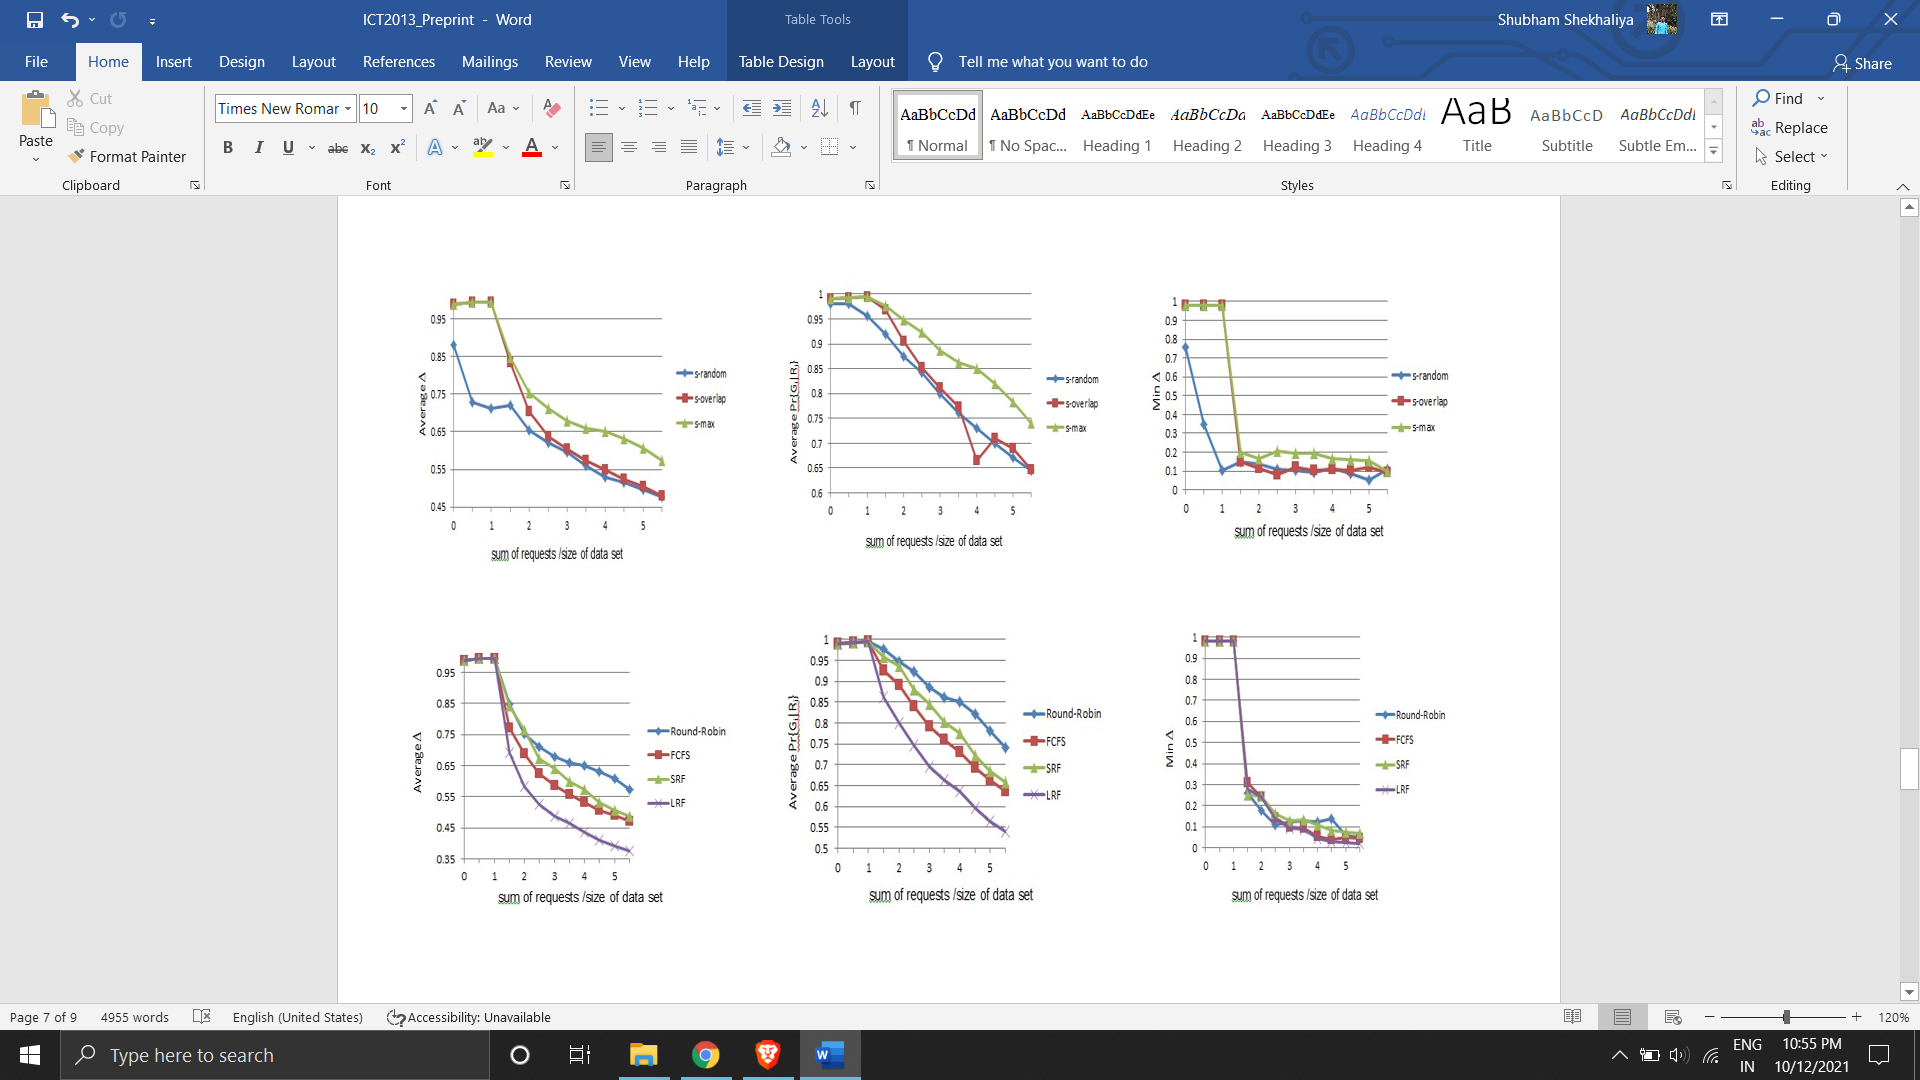 ICT2013_Preprint - Word
Table Tools
Shubham Shekhaliya
File Home Insert Design Layout References Mailings Review View Help Table Design Layout Tell me what you want to do Share
Paste
Cut
Copy
Format Painter
Clipboard
Times New Roman 10
Aa
B I U abc x₂ x² A A
Font
Paragraph
AaBbCcDd AaBbCcDd AaBbCcDdEe AaBbCcDd AaBbCcDdEe AaBbCcDdI AaB AaBbCcD AaBbCcDdI
¶ Normal ¶ No Spac... Heading 1 Heading 2 Heading 3 Heading 4 Title Subtitle Subtle Em...
Styles
Find
Replace
Select
Editing
Average Δ
0.95
0.85
0.75
0.65
0.55
0.45
0 1 2 3 4 5
sum of requests /size of data set
s-random
s-overlap
s-max
Average Pr{Gᵢ|Rᵢ}
1
0.95
0.9
0.85
0.8
0.75
0.7
0.65
0.6
0 1 2 3 4 5
sum of requests /size of data set
s-random
s-overlap
s-max
Min Δ
1
0.9
0.8
0.7
0.6
0.5
0.4
0.3
0.2
0.1
0
0 1 2 3 4 5
sum of requests /size of data set
s-random
s-overlap
s-max
Average Δ
0.95
0.85
0.75
0.65
0.55
0.45
0.35
0 1 2 3 4 5
sum of requests /size of data set
Round-Robin
FCFS
SRF
LRF
Average Pr{Gᵢ|Rᵢ}
1
0.95
0.9
0.85
0.8
0.75
0.7
0.65
0.6
0.55
0.5
0 1 2 3 4 5
sum of requests /size of data set
Round-Robin
FCFS
SRF
LRF
Min Δ
1
0.9
0.8
0.7
0.6
0.5
0.4
0.3
0.2
0.1
0
0 1 2 3 4 5
sum of requests /size of data set
Round-Robin
FCFS
SRF
LRF
Page 7 of 9 4955 words English (United States) Accessibility: Unavailable 120%
Type here to search
ENG
IN
10:55 PM
10/12/2021